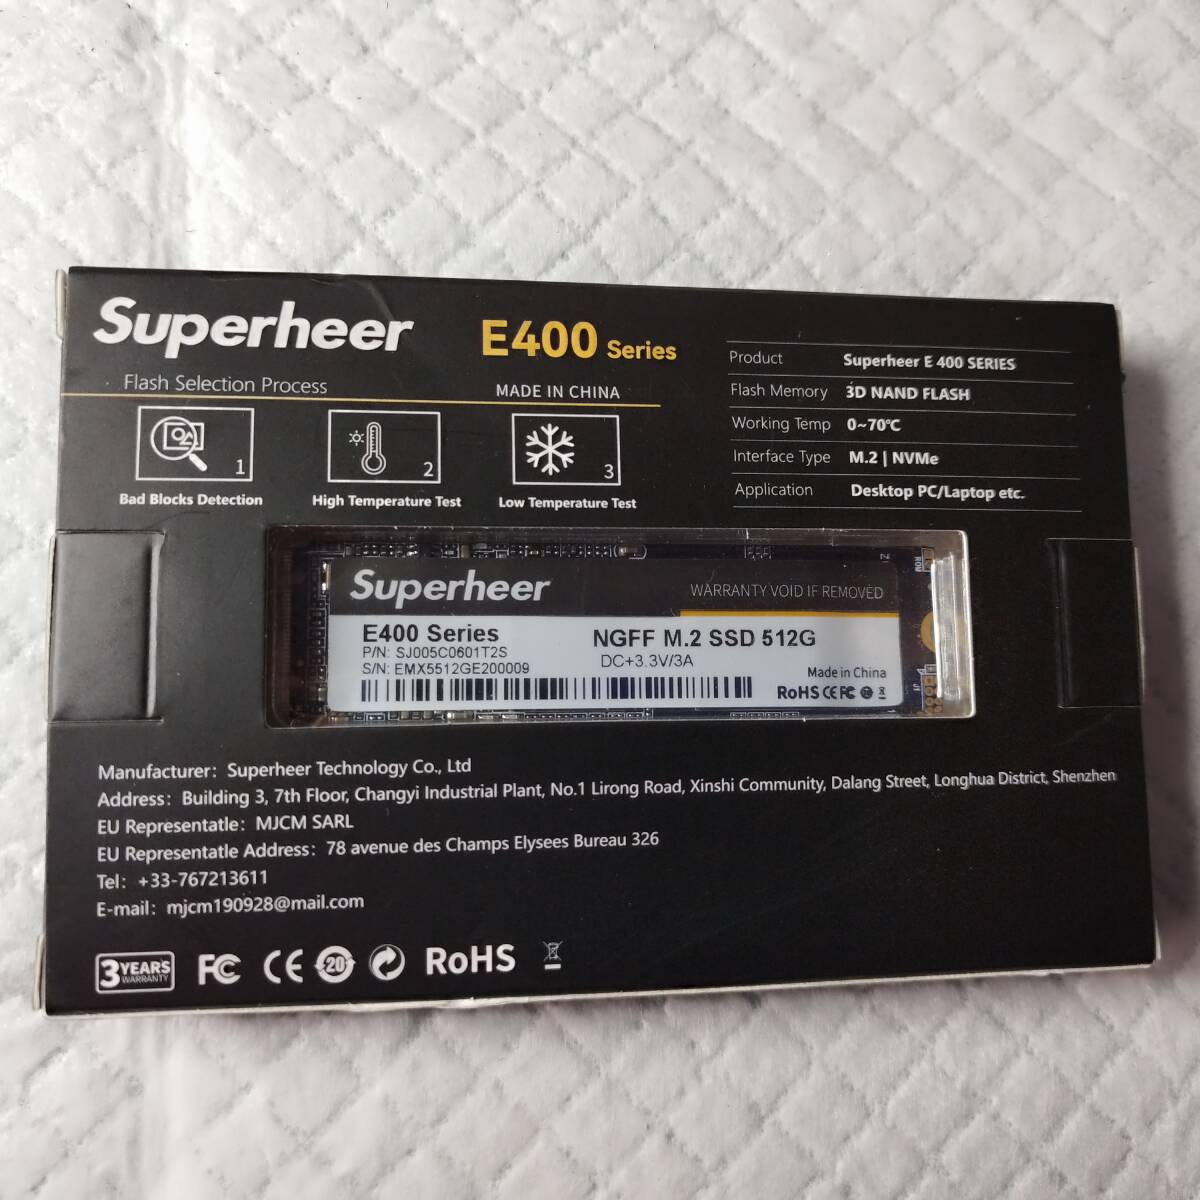 Superheer
E400 Series
Flash Selection Process
MADE IN CHINA
1
Bad Blocks Detection
2
High Temperature Test
3
Low Temperature Test
Product Superheer E 400 SERIES
Flash Memory 3D NAND FLASH
Working Temp 0~70℃
Interface Type M.2 | NVMe
Application Desktop PC/Laptop etc.
Superheer
WARRANTY VOID IF REMOVED
E400 Series
P/N: SJ005C0601T2S
S/N: EMX5512GE200009
NGFF M.2 SSD 512G
DC+3.3V/3A
Made in China
RoHS CE FC
Manufacturer: Superheer Technology Co., Ltd
Address: Building 3, 7th Floor, Changyi Industrial Plant, No.1 Lirong Road, Xinshi Community, Dalang Street, Longhua District, Shenzhen
EU Representatle: MJCM SARL
EU Representatle Address: 78 avenue des Champs Elysees Bureau 326
Tel: +33-767213611
E-mail: mjcm190928@mail.com
3 YEARS WARRANTY
FC CE 20 RoHS